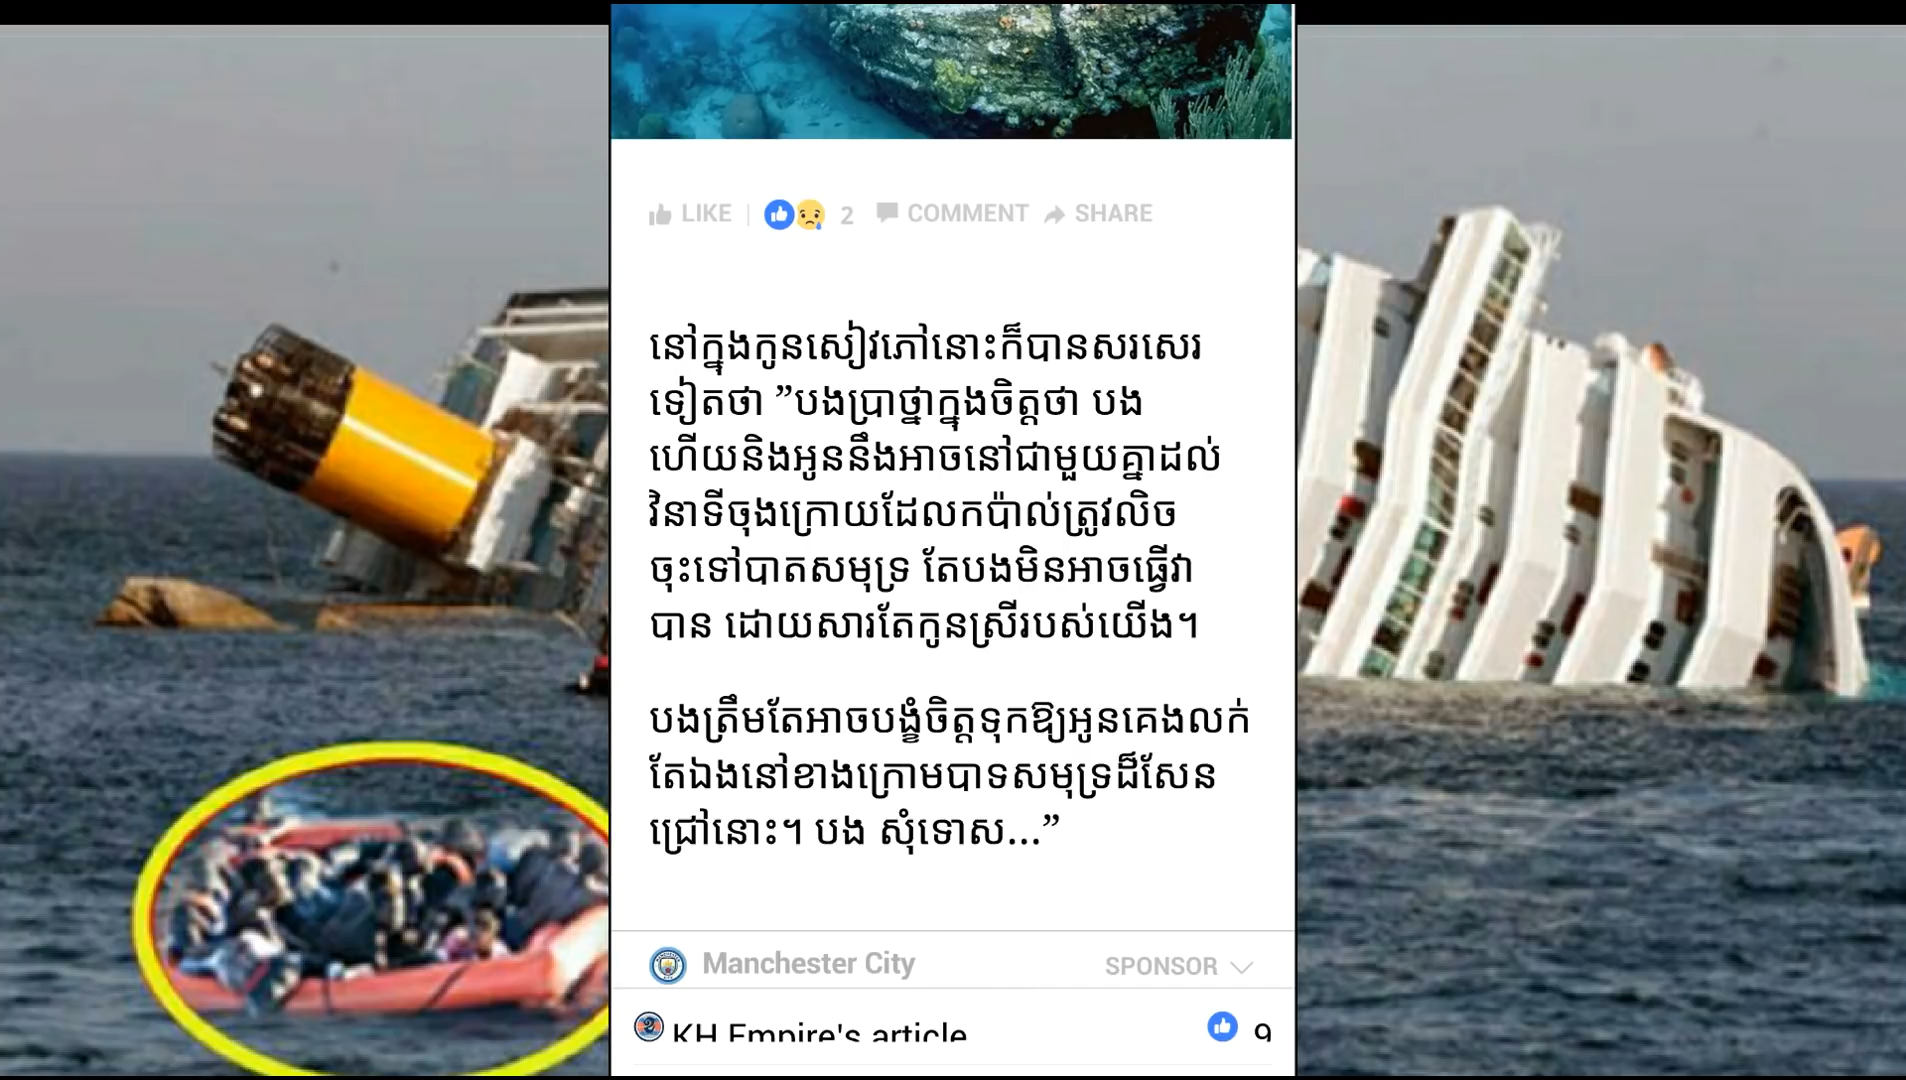 LIKE | 2 COMMENT SHARE
នៅក្នុងកូនសៀវភៅនោះក៏បានសរសេរ
ទៀតថា ”បងប្រាថ្នាក្នុងចិត្តថា បង
ហើយនិងអូននឹងអាចនៅជាមួយគ្នាដល់
វិនាទីចុងក្រោយដែលកប៉ាល់ត្រូវលិច
ចុះទៅបាតសមុទ្រ តែបងមិនអាចធ្វើវា
បាន ដោយសារតែកូនស្រីរបស់យើង។
បងត្រឹមតែអាចបង្ខំចិត្តទុកឱ្យអូនគេងលក់
តែឯងនៅខាងក្រោមបាទសមុទ្រដ៏សែន
ជ្រៅនោះ។ បង សុំទោស...”
Manchester City SPONSOR
KH Empire's article 9